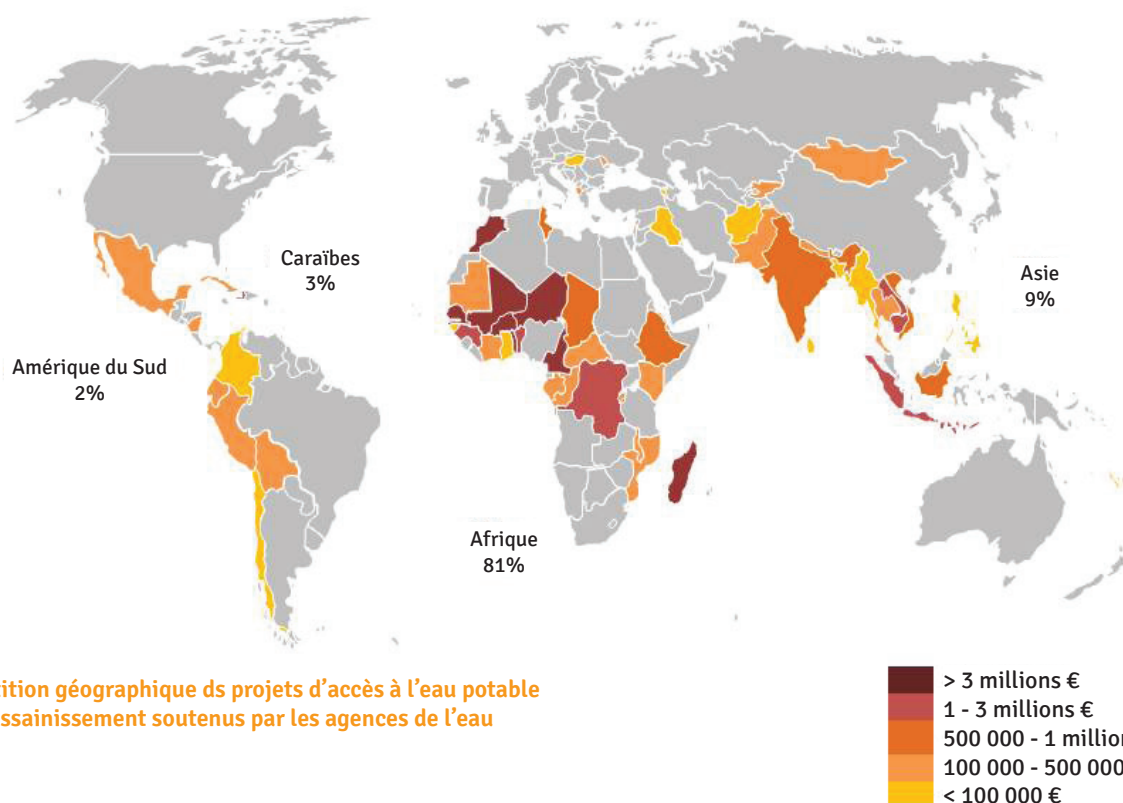 Caraïbes
3%
Asie
9%
Amérique du Sud
2%
Afrique
81%
ition géographique ds projets d'accès à l'eau potable
ssainissement soutenus par les agences de l'eau
> 3 millions €
1 - 3 millions €
500 000 - 1 million
100 000 - 500 000
< 100 000 €